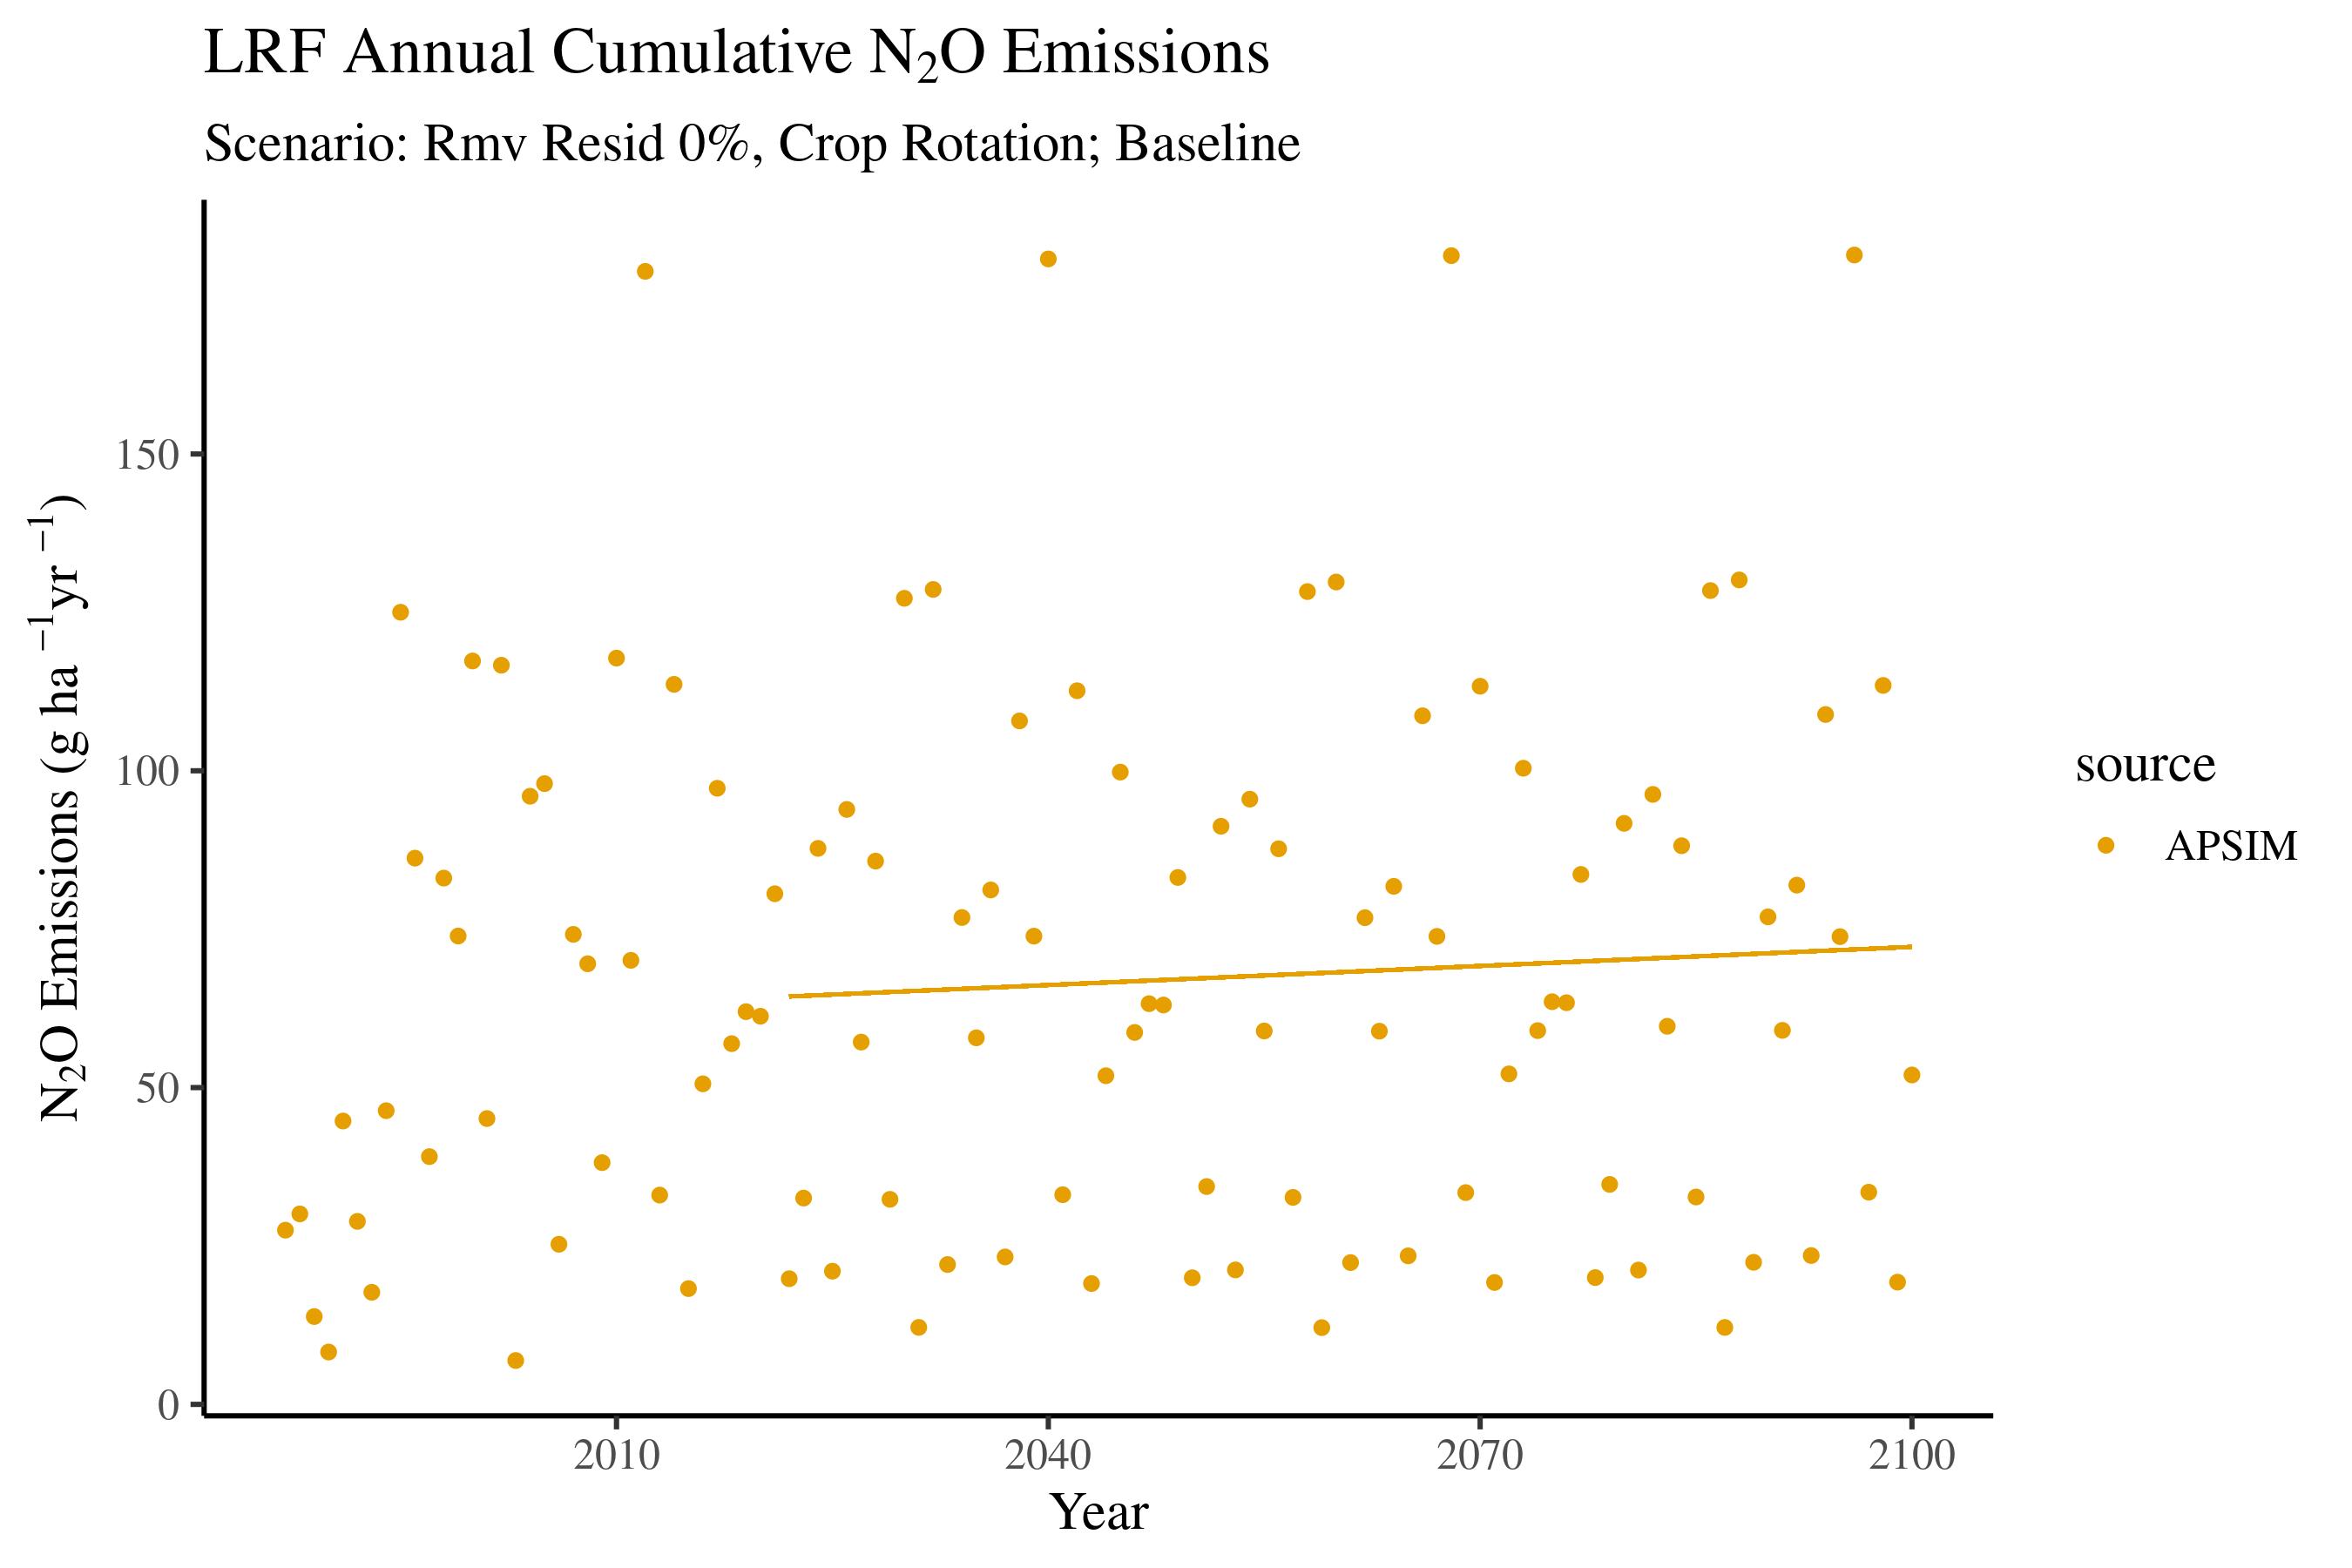 LRF Annual Cumulative N₂O Emissions
Scenario: Rmv Resid 0%, Crop Rotation; Baseline
N₂O Emissions (g ha ⁻¹yr ⁻¹)
150
100
50
0
2010 2040 2070 2100
Year
source
APSIM